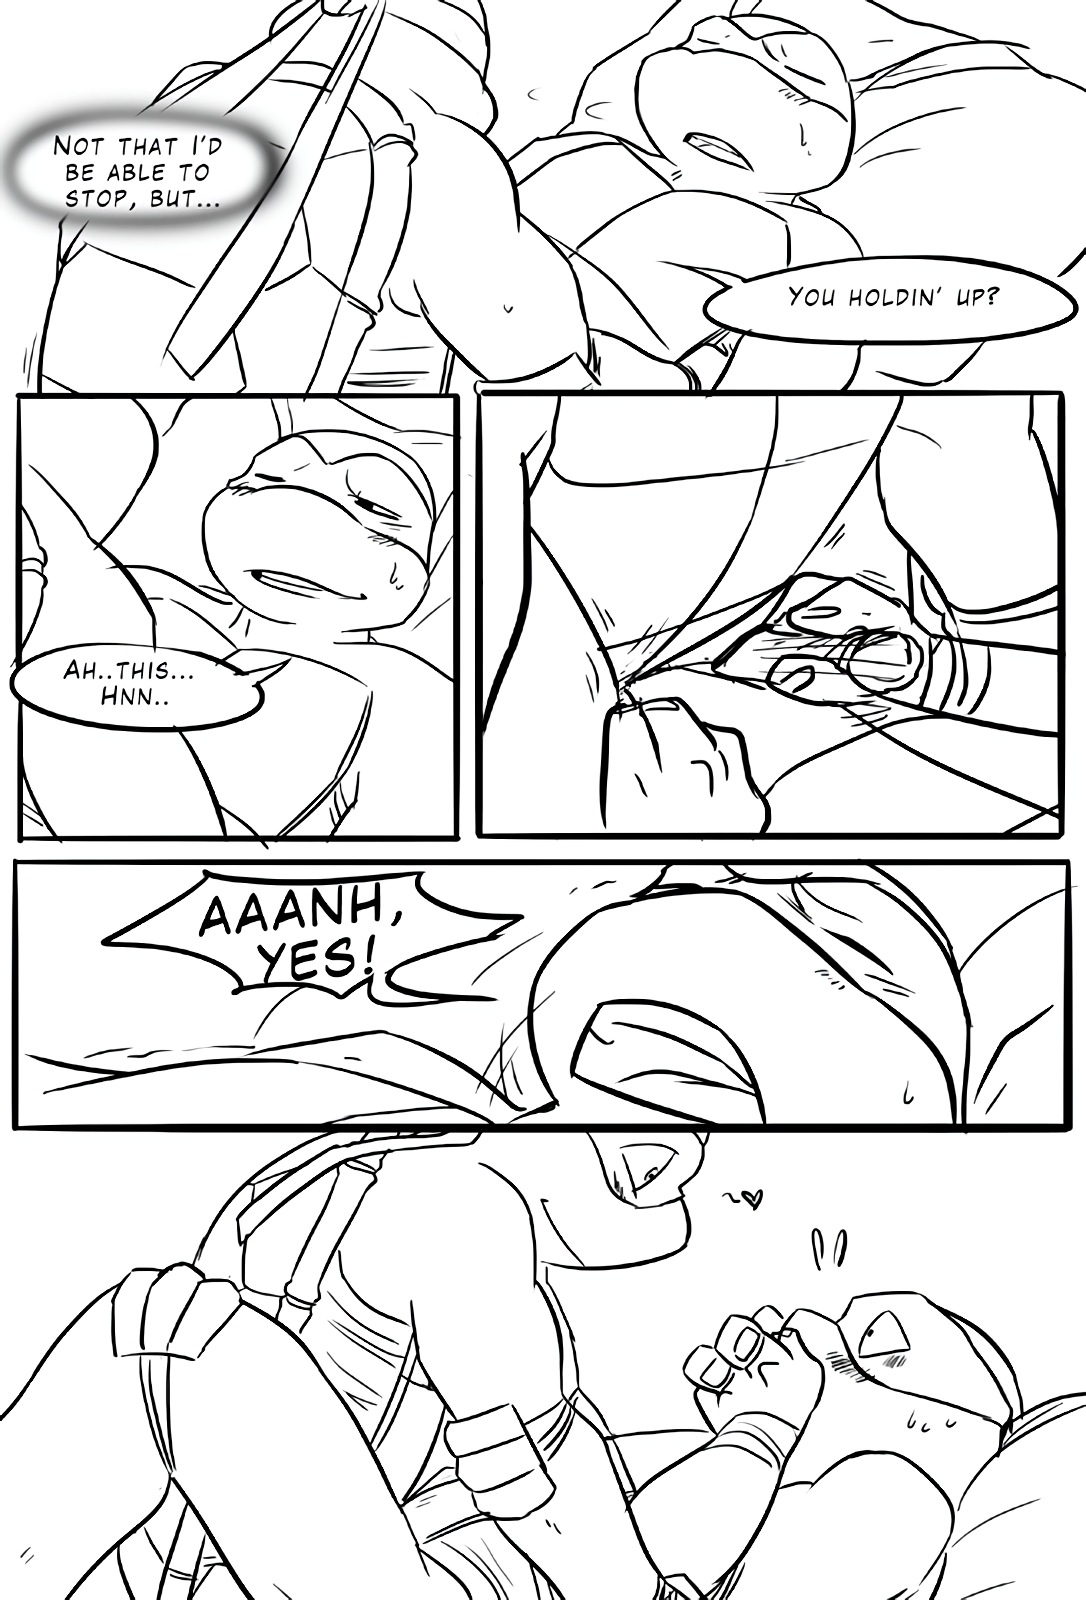 NOT THAT I'D
BE ABLE TO
STOP, BUT...
YOU HOLDIN' UP?
AH..THIS...
HNN..
AAANH,
YES!